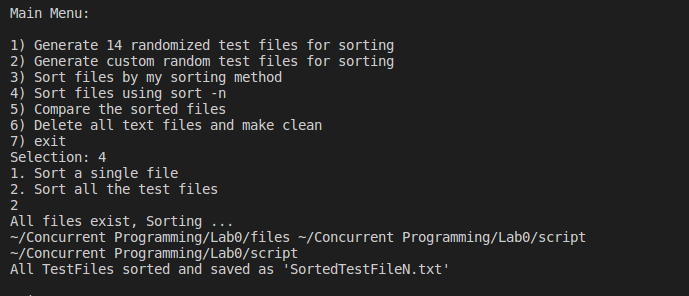 Main Menu:
1) Generate 14 randomized test files for sorting
2) Generate custom random test files for sorting
3) Sort files by my sorting method
4) Sort files using sort -n
5) Compare the sorted files
6) Delete all text files and make clean
7) exit
Selection: 4
1. Sort a single file
2. Sort all the test files
2
All files exist, Sorting ...
~/Concurrent Programming/Lab0/files ~/Concurrent Programming/Lab0/script
~/Concurrent Programming/Lab0/script
All TestFiles sorted and saved as 'SortedTestFileN.txt'